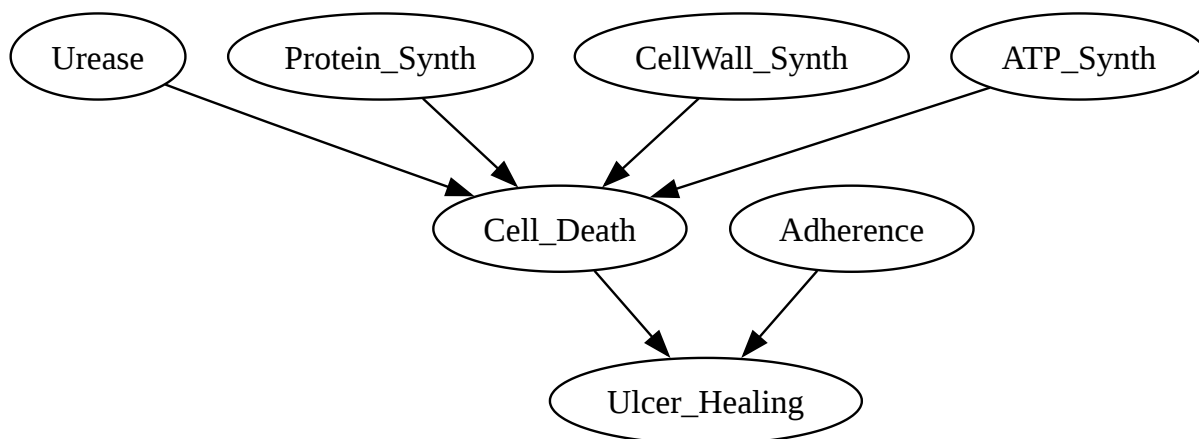 Urease
Protein_Synth
CellWall_Synth
ATP_Synth
Cell_Death
Adherence
Ulcer_Healing